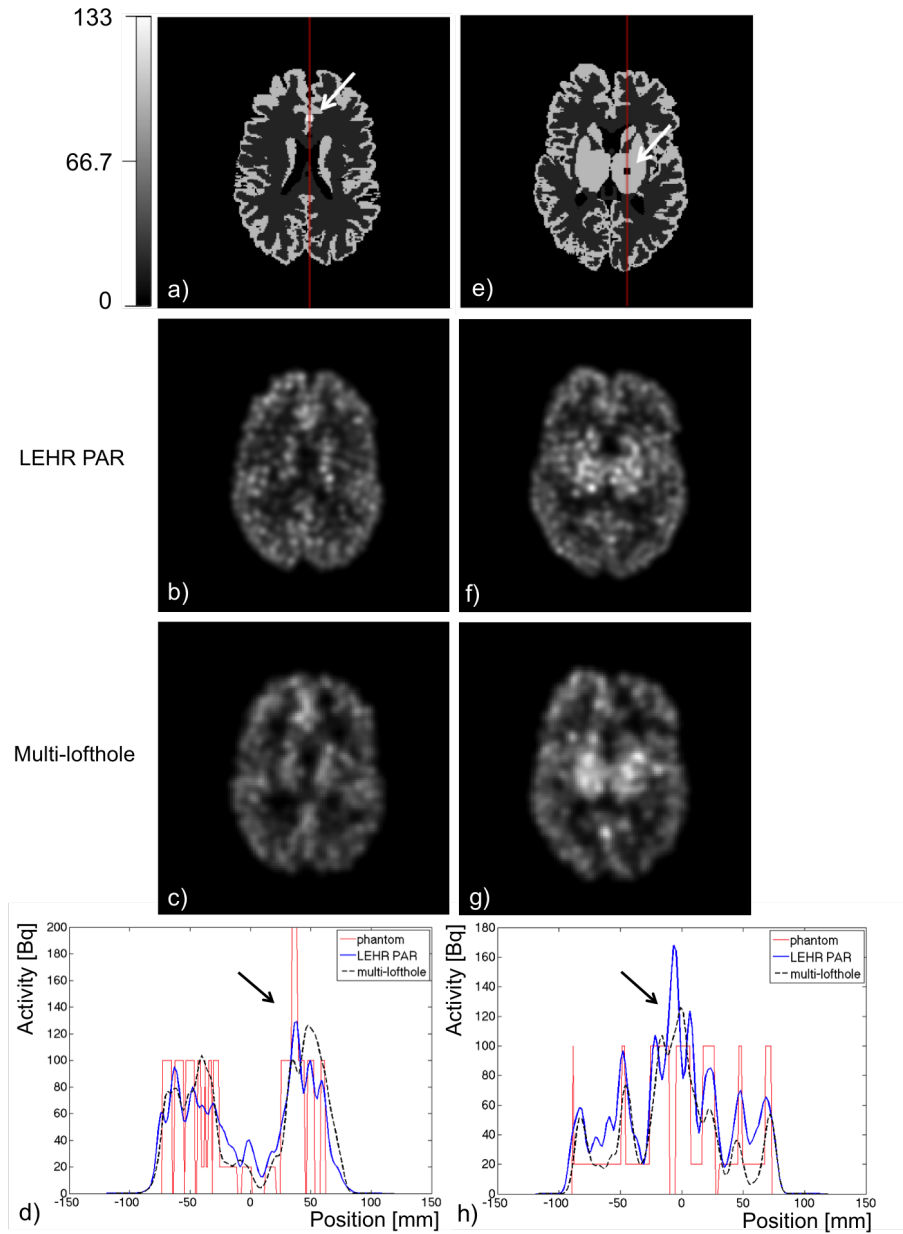 133
66.7
0
a)
e)
LEHR PAR
b)
f)
Multi-lofthole
c)
g)
Activity [Bq]
200
180
160
140
120
100
80
60
40
20
0
phantom
LEHR PAR
multi-lofthole
-150
-100
-50
0
50
100
150
d)
Position [mm]
Activity [Bq]
180
160
140
120
100
80
60
40
20
0
phantom
LEHR PAR
multi-lofthole
-150
-100
-50
0
50
100
150
h)
Position [mm]